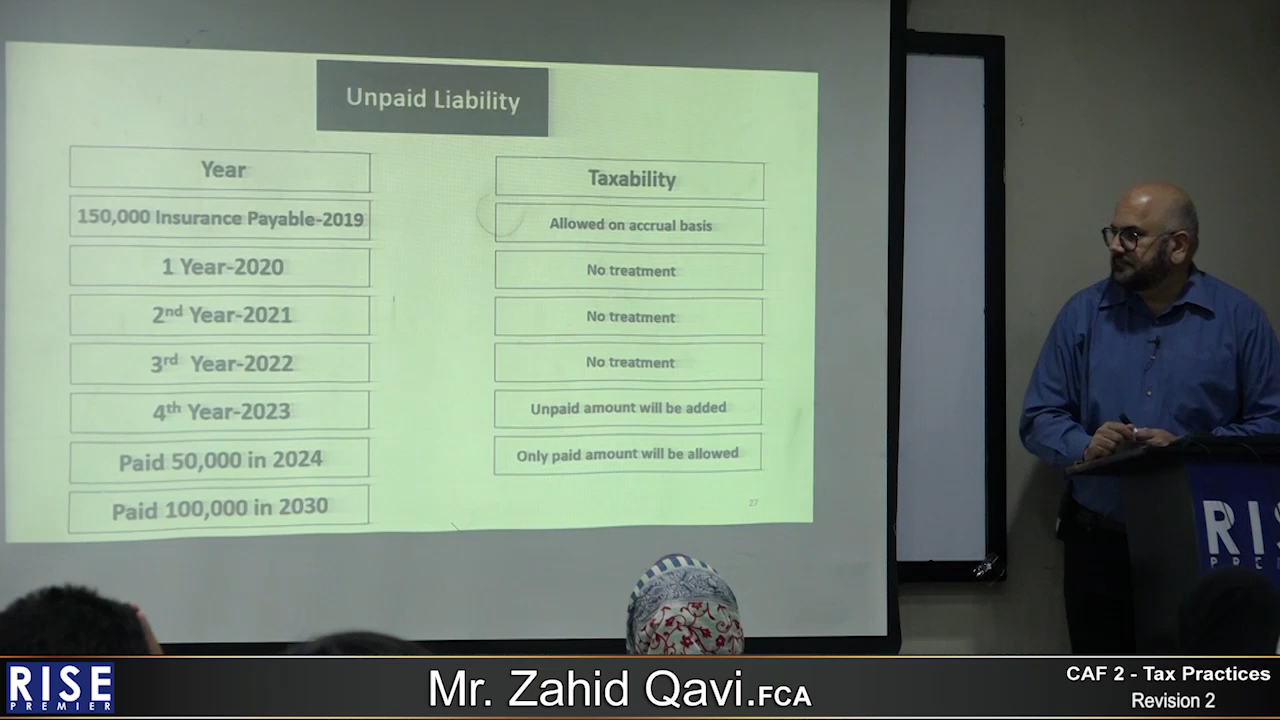 Unpaid Liability
Year
Taxability
150,000 Insurance Payable-2019
Allowed on accrual basis
1 Year-2020
No treatment
2nd Year-2021
No treatment
3rd Year-2022
No treatment
4th Year-2023
Unpaid amount will be added
Paid 50,000 in 2024
Only paid amount will be allowed
Paid 100,000 in 2030
27
RISE
PREMIER
Mr. Zahid Qavi.FCA
CAF 2 - Tax Practices
Revision 2